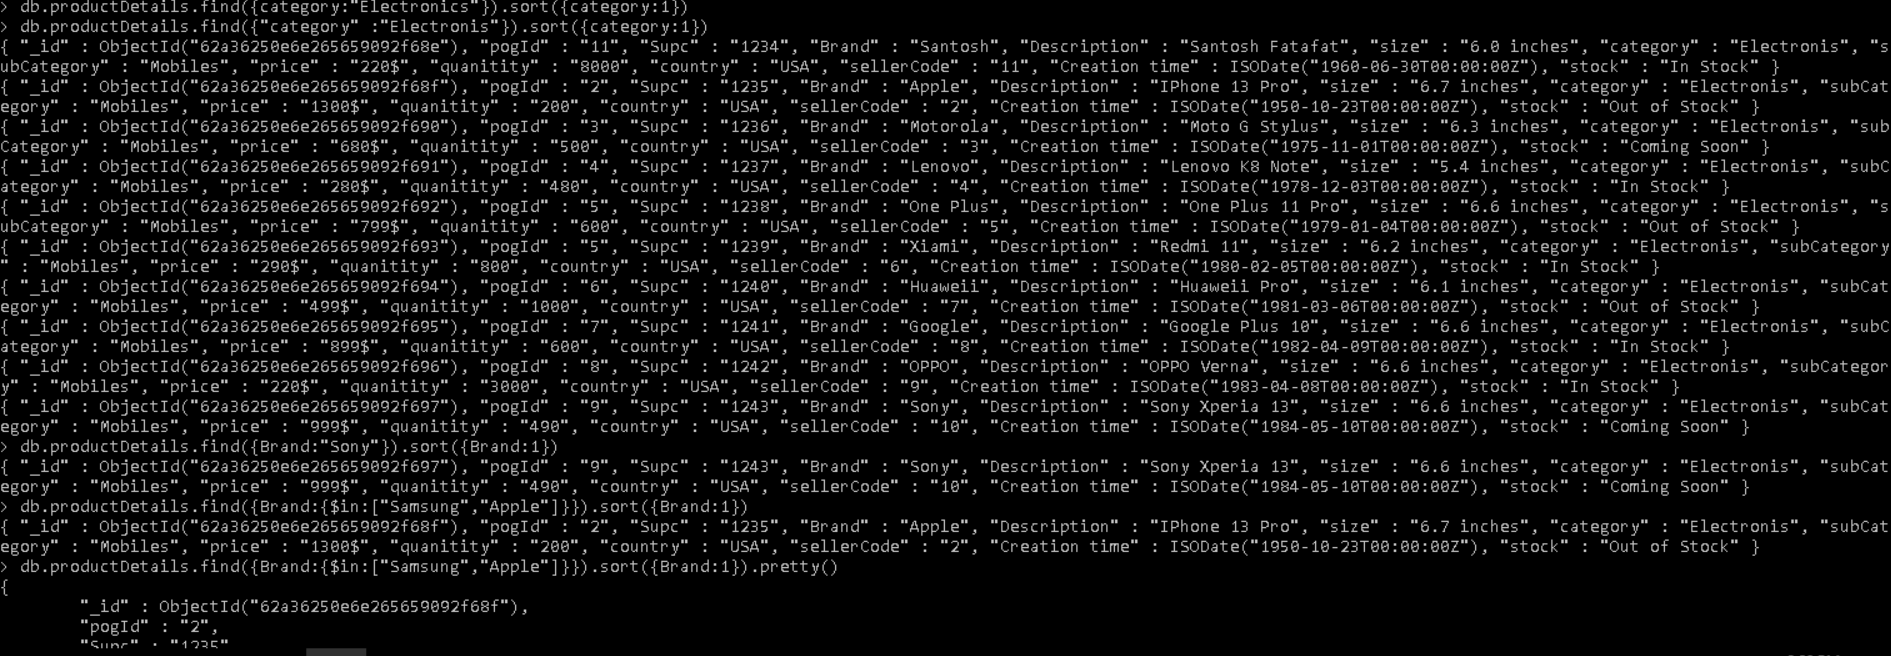 > db.productDetails.find({category:"Electronics"}).sort({category:1})
> db.productDetails.find({"category" :"Electronis"}).sort({category:1})
{ "_id" : ObjectId("62a36250e6e265659092f68e"), "pogId" : "11", "Supc" : "1234", "Brand" : "Santosh", "Description" : "Santosh Fatafat", "size" : "6.0 inches", "category" : "Electronis", "s
ubCategory" : "Mobiles", "price" : "220$", "quanitity" : "8000", "country" : "USA", "sellerCode" : "11", "Creation time" : ISODate("1960-06-30T00:00:00Z"), "stock" : "In Stock" }
{ "_id" : ObjectId("62a36250e6e265659092f68f"), "pogId" : "2", "Supc" : "1235", "Brand" : "Apple", "Description" : "IPhone 13 Pro", "size" : "6.7 inches", "category" : "Electronis", "subCat
egory" : "Mobiles", "price" : "1300$", "quanitity" : "200", "country" : "USA", "sellerCode" : "2", "Creation time" : ISODate("1950-10-23T00:00:00Z"), "stock" : "Out of Stock" }
{ "_id" : ObjectId("62a36250e6e265659092f690"), "pogId" : "3", "Supc" : "1236", "Brand" : "Motorola", "Description" : "Moto G Stylus", "size" : "6.3 inches", "category" : "Electronis", "sub
Category" : "Mobiles", "price" : "680$", "quanitity" : "500", "country" : "USA", "sellerCode" : "3", "Creation time" : ISODate("1975-11-01T00:00:00Z"), "stock" : "Coming Soon" }
{ "_id" : ObjectId("62a36250e6e265659092f691"), "pogId" : "4", "Supc" : "1237", "Brand" : "Lenovo", "Description" : "Lenovo K8 Note", "size" : "5.4 inches", "category" : "Electronis", "subC
ategory" : "Mobiles", "price" : "280$", "quanitity" : "480", "country" : "USA", "sellerCode" : "4", "Creation time" : ISODate("1978-12-03T00:00:00Z"), "stock" : "In Stock" }
{ "_id" : ObjectId("62a36250e6e265659092f692"), "pogId" : "5", "Supc" : "1238", "Brand" : "One Plus", "Description" : "One Plus 11 Pro", "size" : "6.6 inches", "category" : "Electronis", "s
ubCategory" : "Mobiles", "price" : "799$", "quanitity" : "600", "country" : "USA", "sellerCode" : "5", "Creation time" : ISODate("1979-01-04T00:00:00Z"), "stock" : "Out of Stock" }
{ "_id" : ObjectId("62a36250e6e265659092f693"), "pogId" : "5", "Supc" : "1239", "Brand" : "Xiami", "Description" : "Redmi 11", "size" : "6.2 inches", "category" : "Electronis", "subCategory
" : "Mobiles", "price" : "290$", "quanitity" : "800", "country" : "USA", "sellerCode" : "6", "Creation time" : ISODate("1980-02-05T00:00:00Z"), "stock" : "In Stock" }
{ "_id" : ObjectId("62a36250e6e265659092f694"), "pogId" : "6", "Supc" : "1240", "Brand" : "Huaweii", "Description" : "Huaweii Pro", "size" : "6.1 inches", "category" : "Electronis", "subCat
egory" : "Mobiles", "price" : "499$", "quanitity" : "1000", "country" : "USA", "sellerCode" : "7", "Creation time" : ISODate("1981-03-06T00:00:00Z"), "stock" : "Out of Stock" }
{ "_id" : ObjectId("62a36250e6e265659092f695"), "pogId" : "7", "Supc" : "1241", "Brand" : "Google", "Description" : "Google Plus 10", "size" : "6.6 inches", "category" : "Electronis", "subC
ategory" : "Mobiles", "price" : "899$", "quanitity" : "600", "country" : "USA", "sellerCode" : "8", "Creation time" : ISODate("1982-04-09T00:00:00Z"), "stock" : "In Stock" }
{ "_id" : ObjectId("62a36250e6e265659092f696"), "pogId" : "8", "Supc" : "1242", "Brand" : "OPPO", "Description" : "OPPO Verna", "size" : "6.6 inches", "category" : "Electronis", "subCategor
y" : "Mobiles", "price" : "220$", "quanitity" : "3000", "country" : "USA", "sellerCode" : "9", "Creation time" : ISODate("1983-04-08T00:00:00Z"), "stock" : "In Stock" }
{ "_id" : ObjectId("62a36250e6e265659092f697"), "pogId" : "9", "Supc" : "1243", "Brand" : "Sony", "Description" : "Sony Xperia 13", "size" : "6.6 inches", "category" : "Electronis", "subCat
egory" : "Mobiles", "price" : "999$", "quanitity" : "490", "country" : "USA", "sellerCode" : "10", "Creation time" : ISODate("1984-05-10T00:00:00Z"), "stock" : "Coming Soon" }
> db.productDetails.find({Brand:"Sony"}).sort({Brand:1})
{ "_id" : ObjectId("62a36250e6e265659092f697"), "pogId" : "9", "Supc" : "1243", "Brand" : "Sony", "Description" : "Sony Xperia 13", "size" : "6.6 inches", "category" : "Electronis", "subCat
egory" : "Mobiles", "price" : "999$", "quanitity" : "490", "country" : "USA", "sellerCode" : "10", "Creation time" : ISODate("1984-05-10T00:00:00Z"), "stock" : "Coming Soon" }
> db.productDetails.find({Brand:{$in:["Samsung","Apple"]}}).sort({Brand:1})
{ "_id" : ObjectId("62a36250e6e265659092f68f"), "pogId" : "2", "Supc" : "1235", "Brand" : "Apple", "Description" : "IPhone 13 Pro", "size" : "6.7 inches", "category" : "Electronis", "subCat
egory" : "Mobiles", "price" : "1300$", "quanitity" : "200", "country" : "USA", "sellerCode" : "2", "Creation time" : ISODate("1950-10-23T00:00:00Z"), "stock" : "Out of Stock" }
> db.productDetails.find({Brand:{$in:["Samsung","Apple"]}}).sort({Brand:1}).pretty()
{
"_id" : ObjectId("62a36250e6e265659092f68f"),
"pogId" : "2",
"Supc" : "1235"